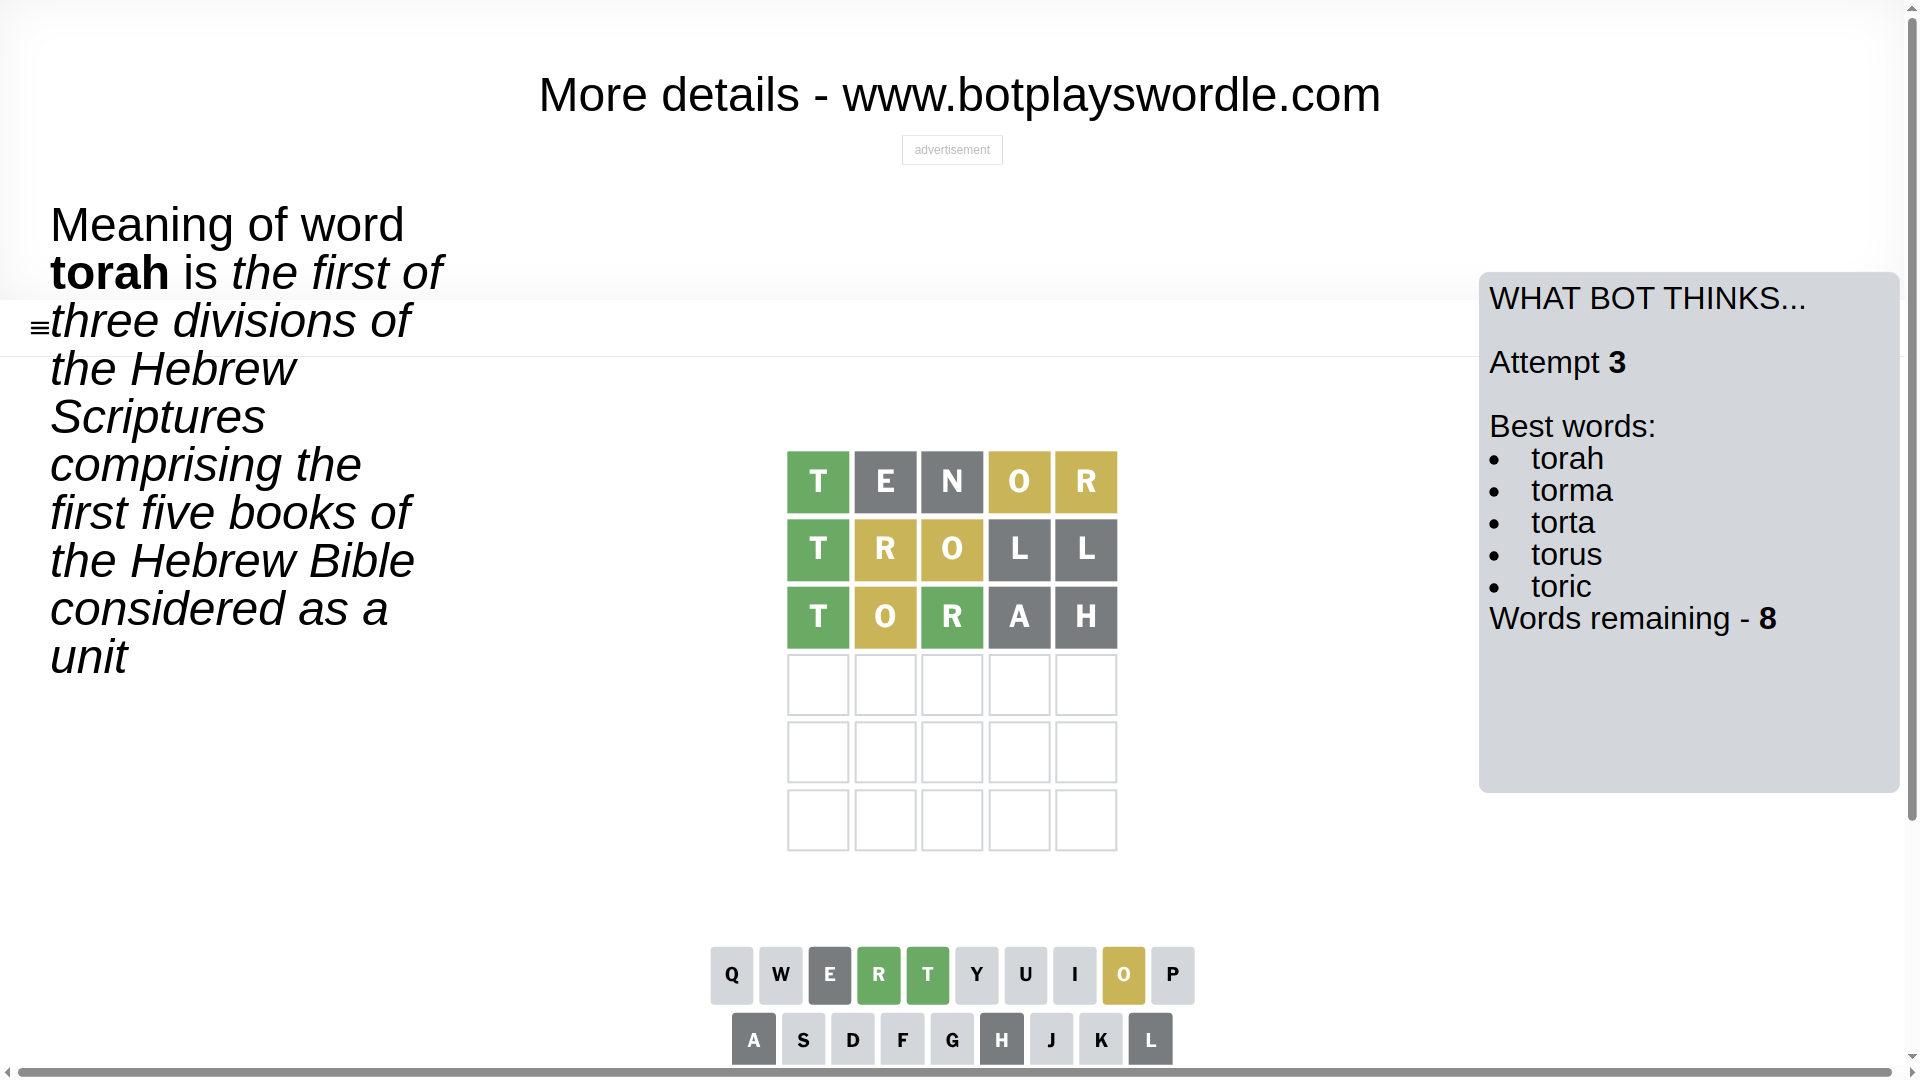 More details - www.botplayswordle.com
advertisement
Meaning of word
torah is the first of
three divisions of
the Hebrew
Scriptures
comprising the
first five books of
the Hebrew Bible
considered as a
unit
WHAT BOT THINKS...
Attempt 3
Best words:
• torah
• torma
• torta
• torus
• toric
Words remaining - 8
T E N O R
T R O L L
T O R A H
Q W E R T Y U I O P
A S D F G H J K L